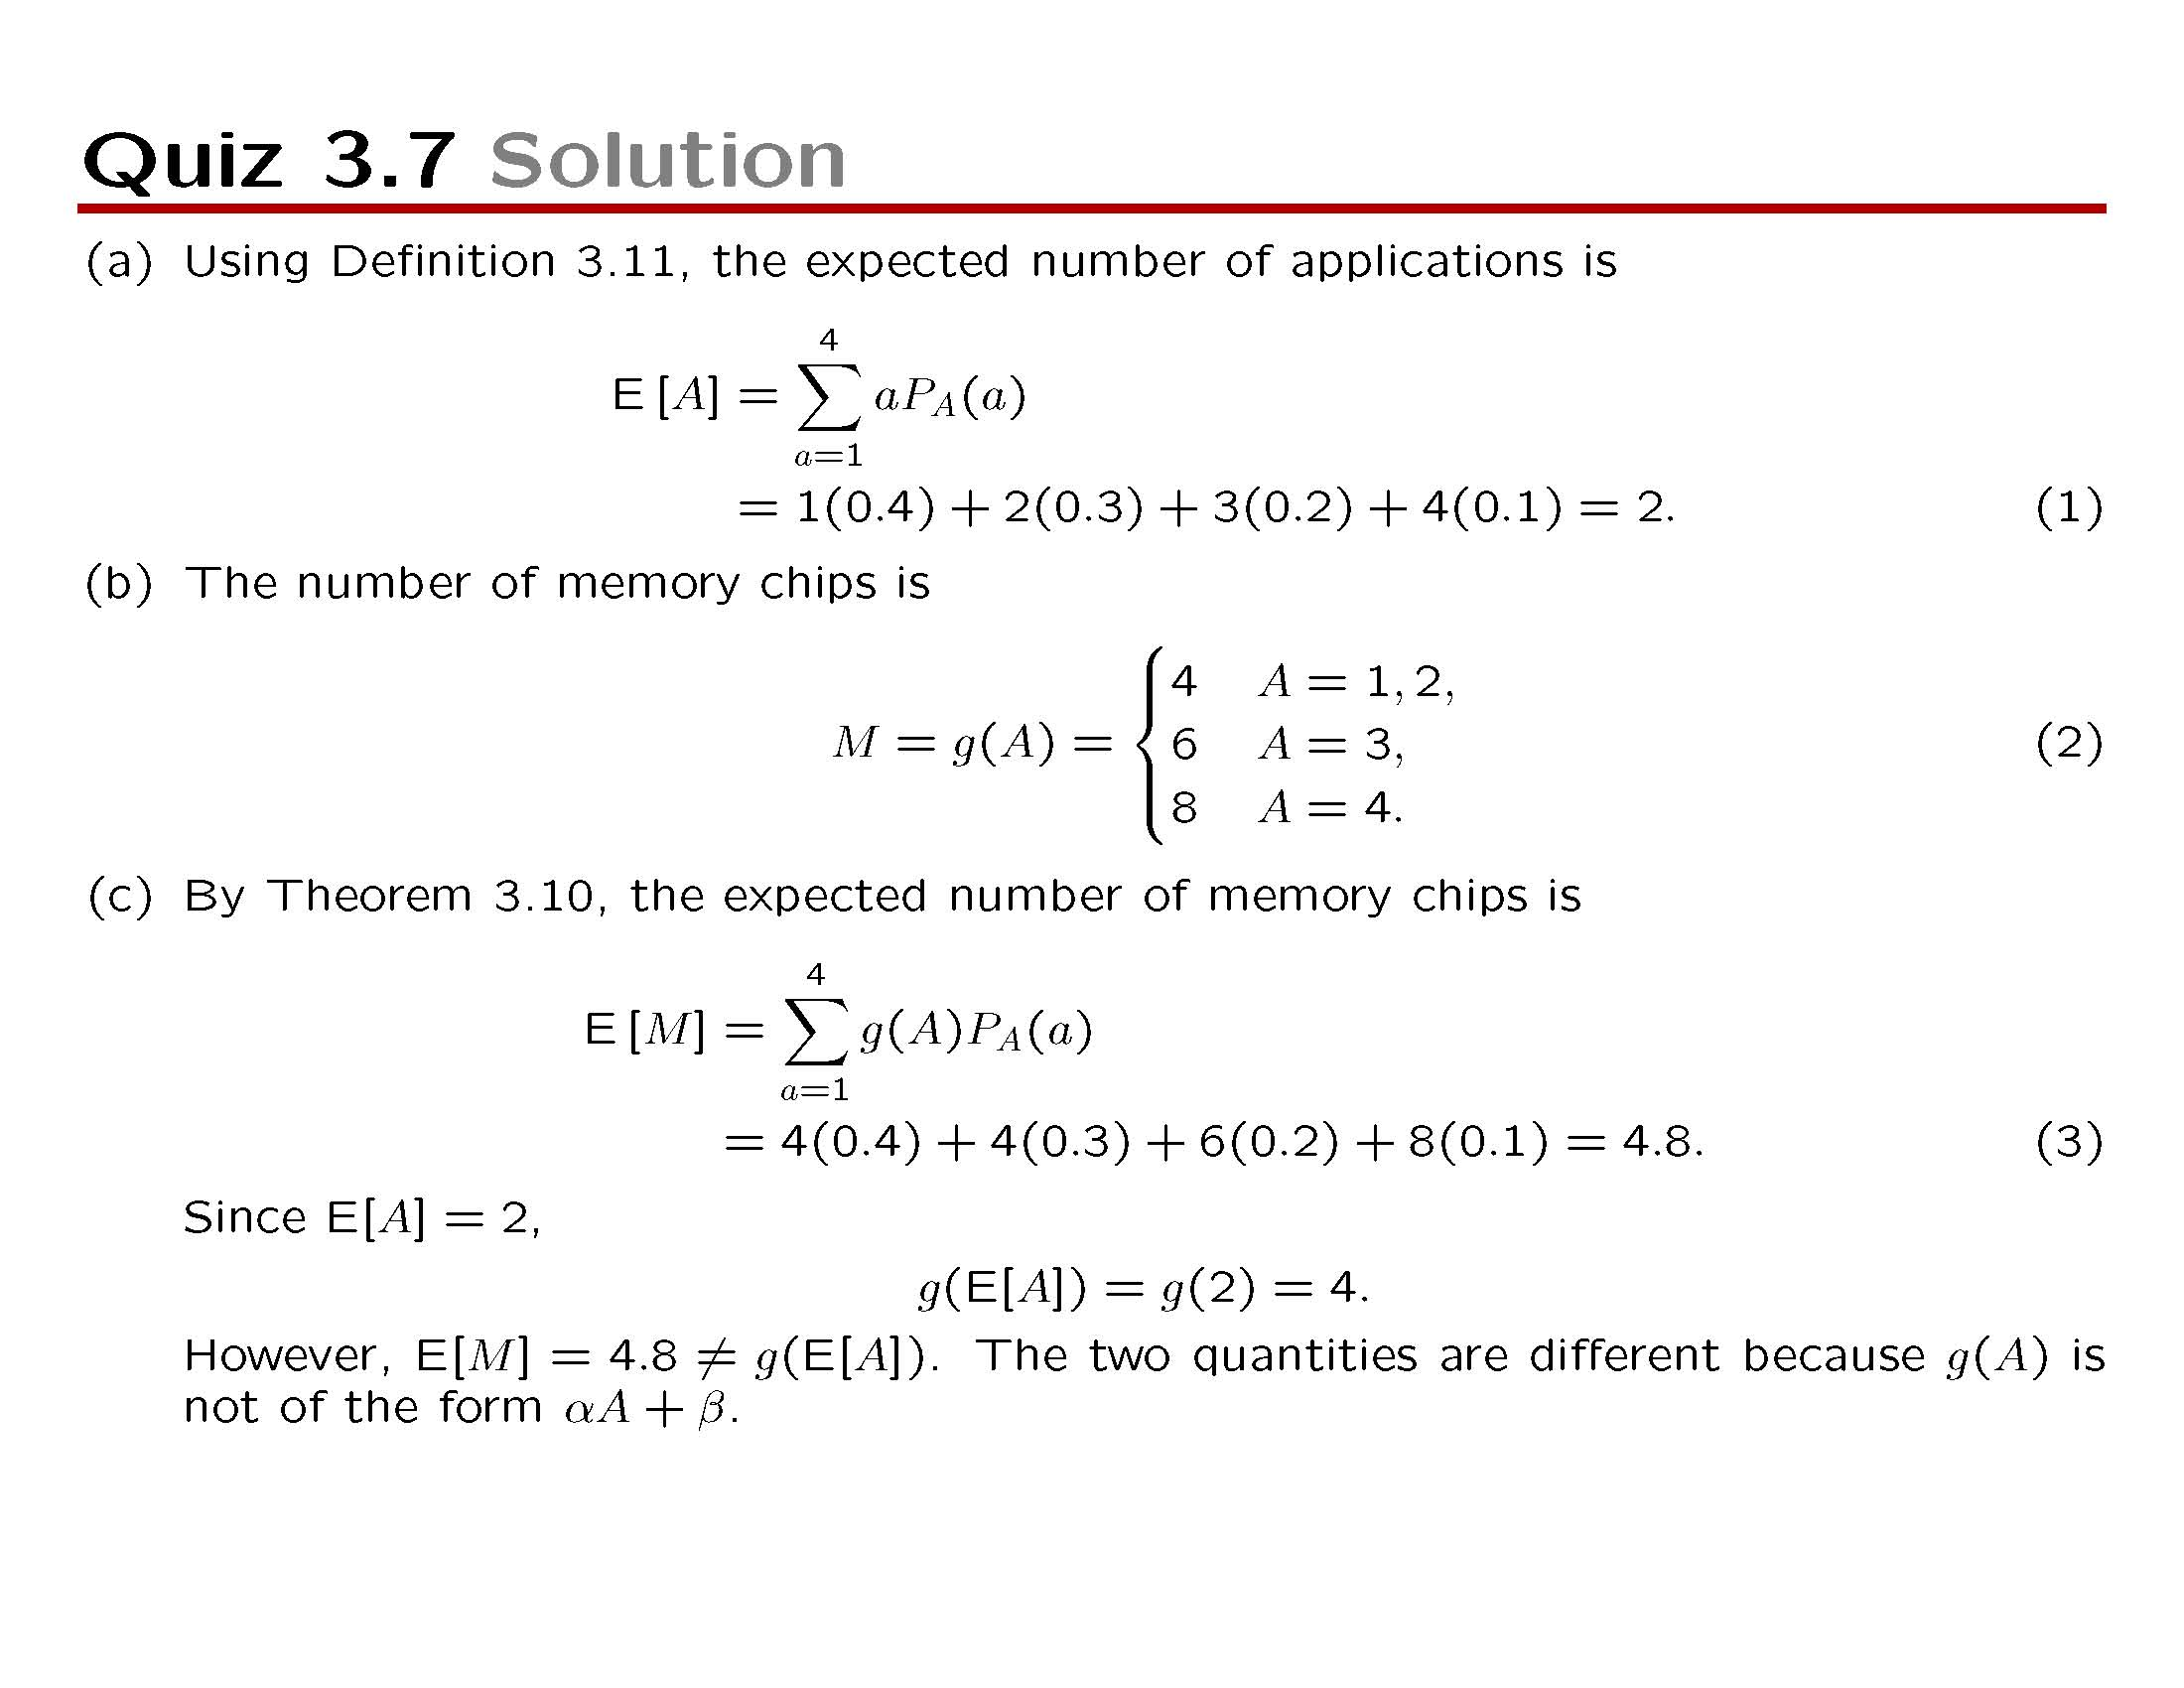 Quiz 3.7 Solution
(a) Using Definition 3.11, the expected number of applications is
E [A] = ∑_{a=1}^{4} aP_A(a)
= 1(0.4) + 2(0.3) + 3(0.2) + 4(0.1) = 2. (1)
(b) The number of memory chips is
M = g(A) = { 4 A = 1, 2,
6 A = 3,
8 A = 4. (2)
(c) By Theorem 3.10, the expected number of memory chips is
E [M] = ∑_{a=1}^{4} g(A)P_A(a)
= 4(0.4) + 4(0.3) + 6(0.2) + 8(0.1) = 4.8. (3)
Since E[A] = 2,
g(E[A]) = g(2) = 4.
However, E[M] = 4.8 ≠ g(E[A]). The two quantities are different because g(A) is
not of the form αA + β.